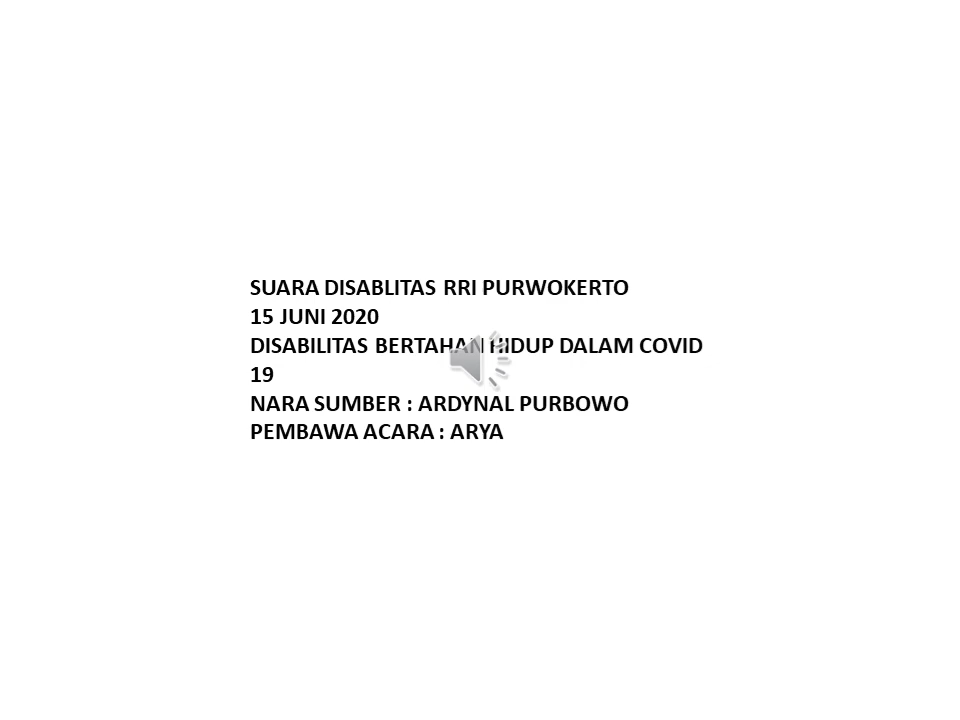 SUARA DISABLITAS RRI PURWOKERTO
15 JUNI 2020
DISABILITAS BERTAHAN HIDUP DALAM COVID
19
NARA SUMBER : ARDYNAL PURBOWO
PEMBAWA ACARA : ARYA